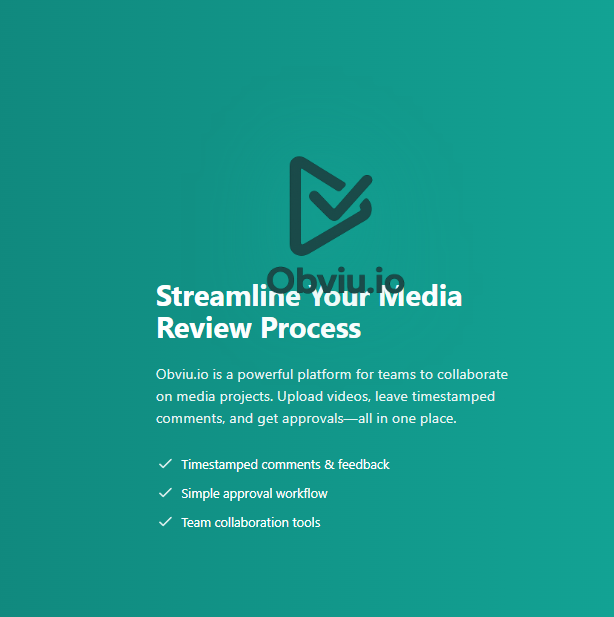 Obviu.io
Streamline Your Media
Review Process
Obviu.io is a powerful platform for teams to collaborate
on media projects. Upload videos, leave timestamped
comments, and get approvals—all in one place.
Timestamped comments & feedback
Simple approval workflow
Team collaboration tools